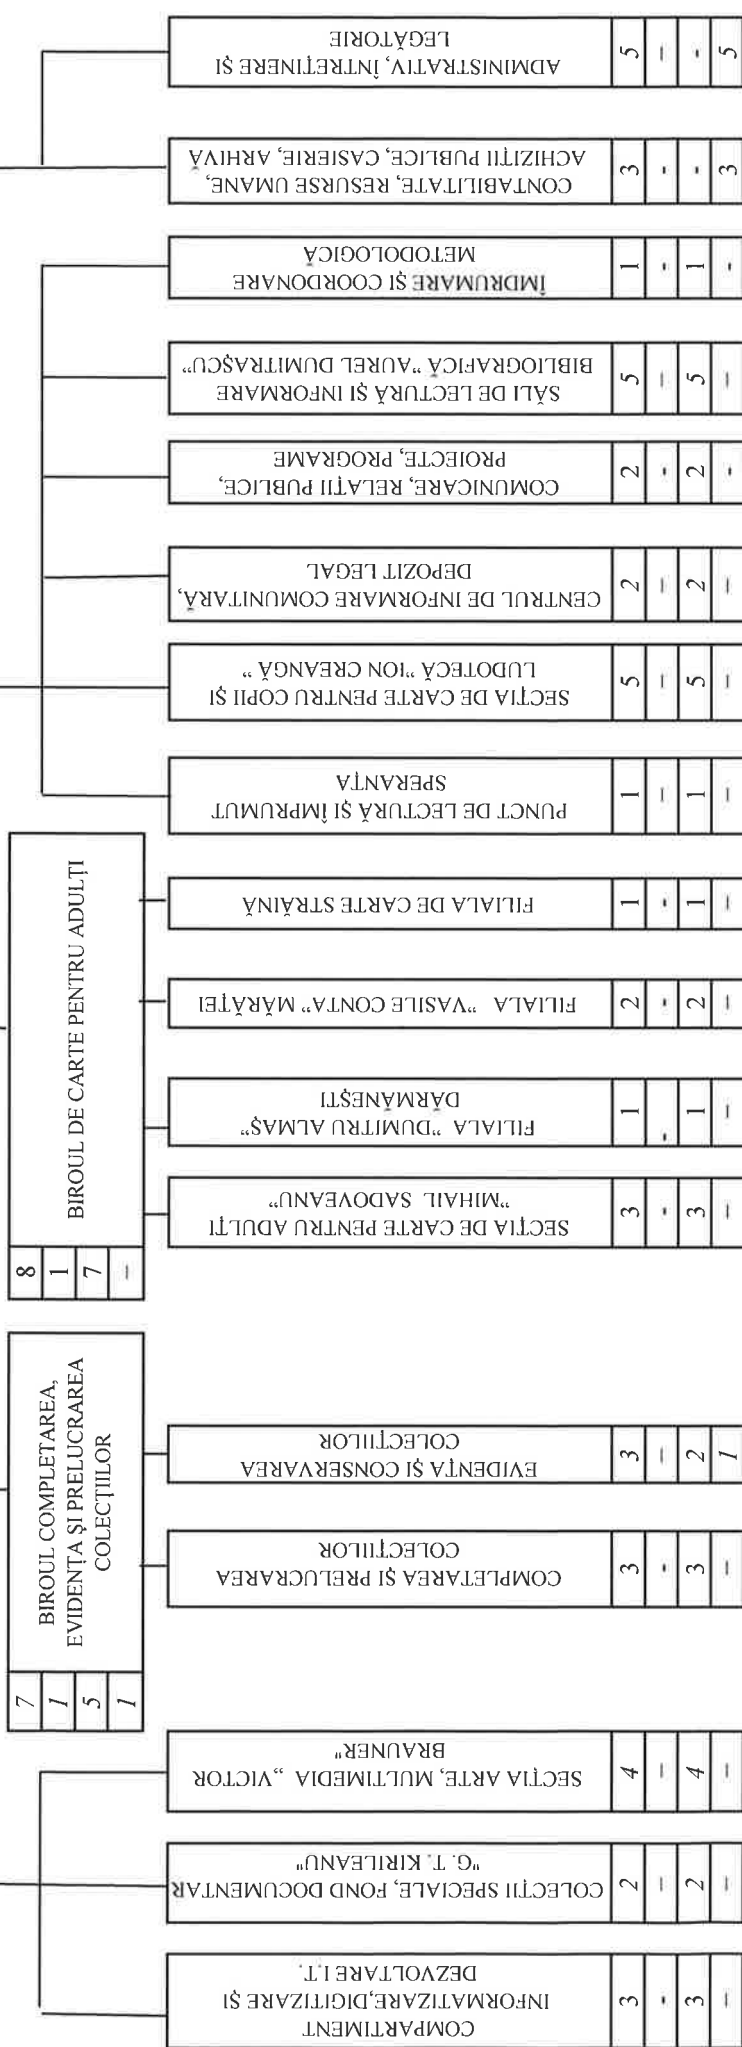 7
1
5
1
BIROUL COMPLETAREA,
EVIDENȚA ȘI PRELUCRAREA
COLECȚIILOR
8
1
7
–
BIROUL DE CARTE PENTRU ADULȚI
COMPARTIMENT
INFORMATIZARE,DIGITIZARE ȘI
DEZVOLTARE I.T.
3
-
3
–
COLECȚII SPECIALE, FOND DOCUMENTAR
"G. T. KIRILEANU"
2
–
2
–
SECȚIA ARTE, MULTIMEDIA „VICTOR
BRAUNER"
4
–
4
–
COMPLETAREA ȘI PRELUCRAREA
COLECȚIILOR
3
-
3
–
EVIDENȚA ȘI CONSERVAREA
COLECȚIILOR
3
–
2
1
SECȚIA DE CARTE PENTRU ADULȚI
"MIHAIL SADOVEANU"
3
-
3
–
FILIALA "DUMITRU ALMAȘ"
DĂRMĂNEȘTI
1
-
1
–
FILIALA "VASILE CONTA" MĂRĂȚEI
2
-
2
–
FILIALA DE CARTE STRĂINĂ
1
-
1
–
PUNCT DE LECTURĂ ȘI ÎMPRUMUT
SPERANȚA
1
–
1
–
SECȚIA DE CARTE PENTRU COPII ȘI
LUDOTECĂ "ION CREANGĂ "
5
–
5
–
CENTRUL DE INFORMARE COMUNITARĂ,
DEPOZIT LEGAL
2
–
2
–
COMUNICARE, RELAȚII PUBLICE,
PROIECTE, PROGRAME
2
-
2
-
SĂLI DE LECTURĂ ȘI INFORMARE
BIBLIOGRAFICĂ "AUREL DUMITRAȘCU"
5
–
5
–
ÎMDRUMARE ȘI COORDONARE
METODOLOGICĂ
1
-
1
-
CONTABILITATE, RESURSE UMANE,
ACHIZIȚII PUBLICE, CASIERIE, ARHIVĂ
3
-
-
3
ADMINISTRATIV, ÎNTREȚINERE ȘI
LEGĂTORIE
5
–
-
5